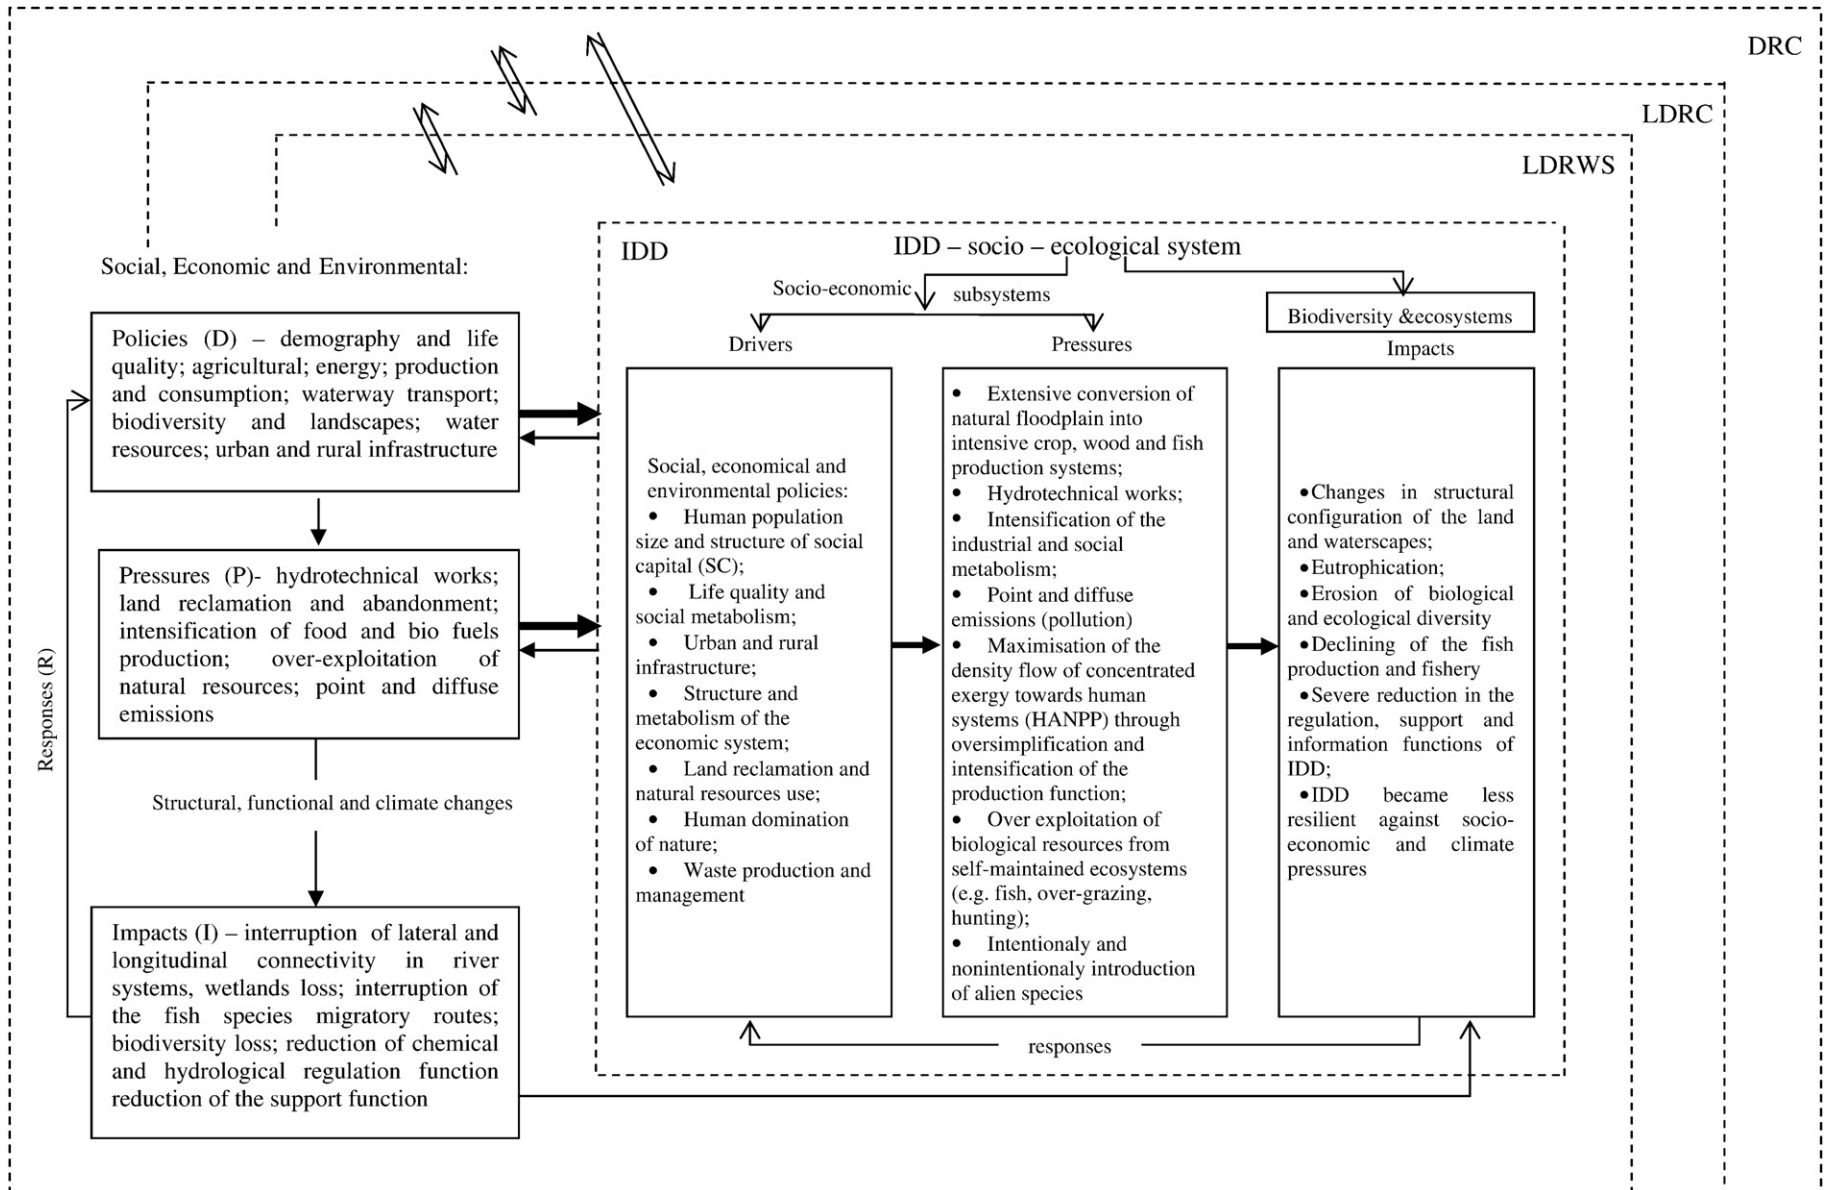 DRC
LDRC
LDRWS
Social, Economic and Environmental:
Policies (D) – demography and life
quality; agricultural; energy; production
and consumption; waterway transport;
biodiversity and landscapes; water
resources; urban and rural infrastructure
Pressures (P)- hydrotechnical works;
land reclamation and abandonment;
intensification of food and bio fuels
production; over-exploitation of
natural resources; point and diffuse
emissions
Responses (R)
Structural, functional and climate changes
Impacts (I) – interruption of lateral and
longitudinal connectivity in river
systems, wetlands loss; interruption of
the fish species migratory routes;
biodiversity loss; reduction of chemical
and hydrological regulation function
reduction of the support function
IDD
IDD – socio – ecological system
Socio-economic subsystems
Drivers
Social, economical and
environmental policies:
• Human population
size and structure of social
capital (SC);
• Life quality and
social metabolism;
• Urban and rural
infrastructure;
• Structure and
metabolism of the
economic system;
• Land reclamation and
natural resources use;
• Human domination
of nature;
• Waste production and
management
Pressures
• Extensive conversion of
natural floodplain into
intensive crop, wood and fish
production systems;
• Hydrotechnical works;
• Intensification of the
industrial and social
metabolism;
• Point and diffuse
emissions (pollution)
• Maximisation of the
density flow of concentrated
exergy towards human
systems (HANPP) through
oversimplification and
intensification of the
production function;
• Over exploitation of
biological resources from
self-maintained ecosystems
(e.g. fish, over-grazing,
hunting);
• Intentionaly and
nonintentionaly introduction
of alien species
Biodiversity &ecosystems
Impacts
•Changes in structural
configuration of the land
and waterscapes;
•Eutrophication;
•Erosion of biological
and ecological diversity
•Declining of the fish
production and fishery
•Severe reduction in the
regulation, support and
information functions of
IDD;
•IDD became less
resilient against socio-
economic and climate
pressures
responses